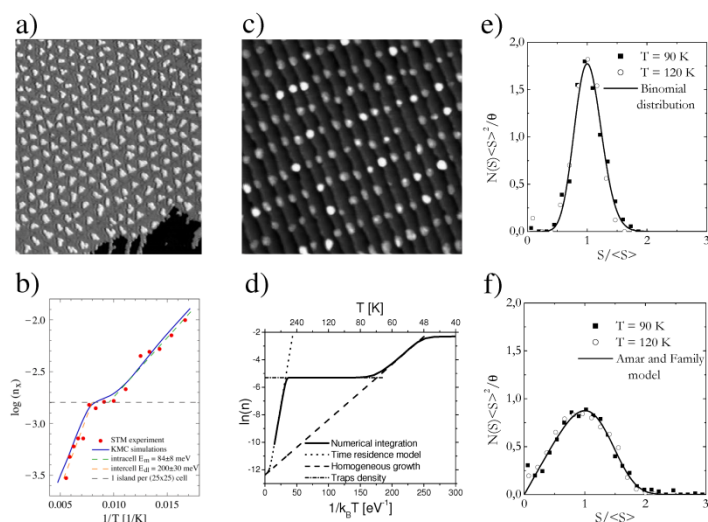 a)
c)
e)
2,0
1,5
1,0
0,5
0,0
N(S)<S>²/θ
T = 90 K
T = 120 K
Binomial
distribution
0
1
2
3
S/<S>
b)
-2.0
-2.5
-3.0
-3.5
log (nₓ)
STM experiment
KMC simulations
intracell Eₘ = 84±8 meV
intercell E_d = 200±30 meV
1 island per (25x25) cell
0.005
0.01
0.015
1/T [1/K]
d)
T [K]
240
120
80
60
48
40
-2
-4
-6
-8
-10
-12
ln(n)
Numerical integration
Time residence model
Homogeneous growth
Traps density
0
50
100
150
200
250
300
1/k_BT [eV⁻¹]
f)
2,0
1,5
1,0
0,5
0,0
N(S)<S>²/θ
T = 90 K
T = 120 K
Amar and Family
model
0
1
2
3
S/<S>